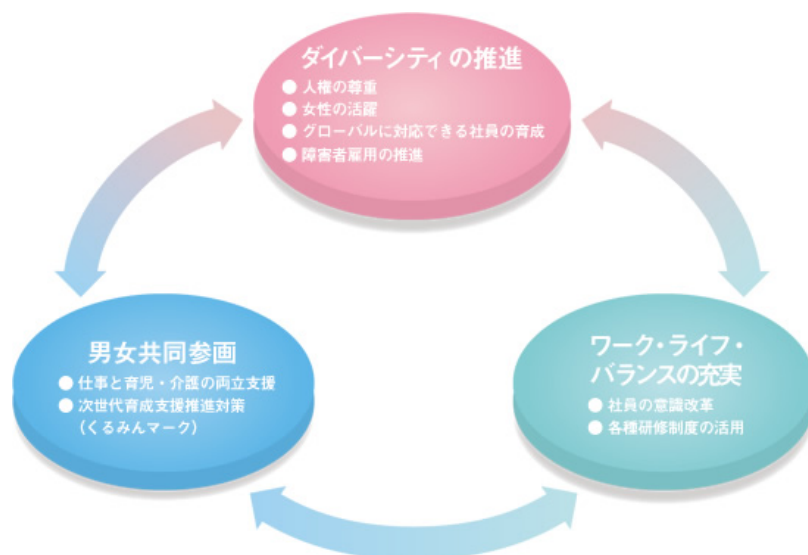 ダイバーシティの推進
● 人権の尊重
● 女性の活躍
● グローバルに対応できる社員の育成
● 障害者雇用の推進
男女共同参画
● 仕事と育児・介護の両立支援
● 次世代育成支援推進対策
(くるみんマーク)
ワーク・ライフ・
バランスの充実
● 社員の意識改革
● 各種研修制度の活用